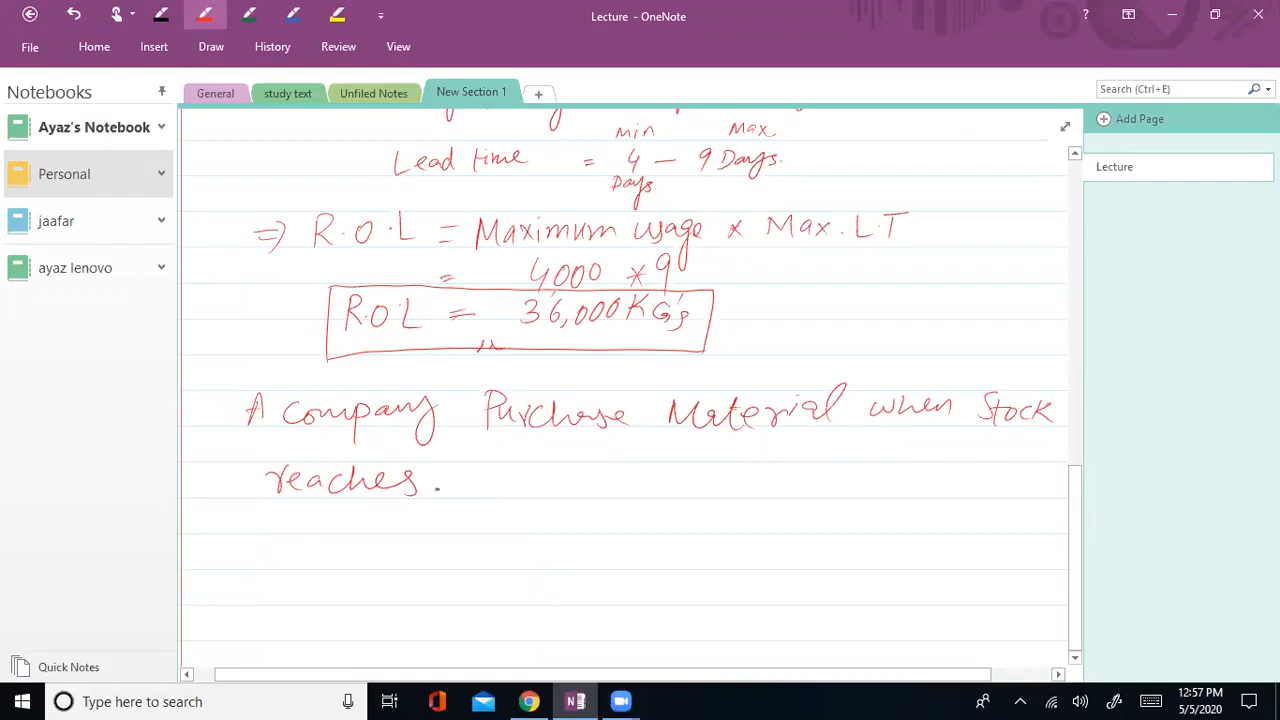 Lecture - OneNote
File Home Insert Draw History Review View
Notebooks
General study text Unfiled Notes New Section 1
Search (Ctrl+E)
Ayaz's Notebook
Personal
jaafar
ayaz lenovo
Quick Notes
Add Page
Lecture
min Max
Lead time = 4 - 9 Days.
Days
⇒ R.O.L = Maximum usage × Max. L.T
= 4000 * 9
R.O.L = 36,000 KG's
A company Purchase Material when Stock
reaches.
Type here to search
12:57 PM
5/5/2020